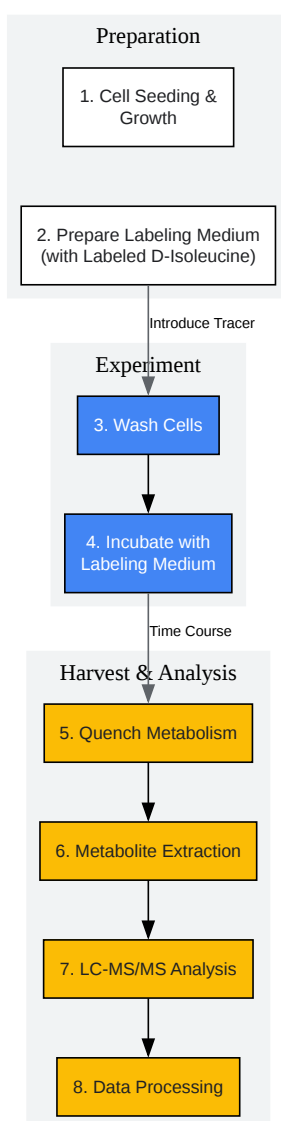 Preparation
1. Cell Seeding &
Growth
2. Prepare Labeling Medium
(with Labeled D-Isoleucine)
Introduce Tracer
Experiment
3. Wash Cells
4. Incubate with
Labeling Medium
Time Course
Harvest & Analysis
5. Quench Metabolism
6. Metabolite Extraction
7. LC-MS/MS Analysis
8. Data Processing